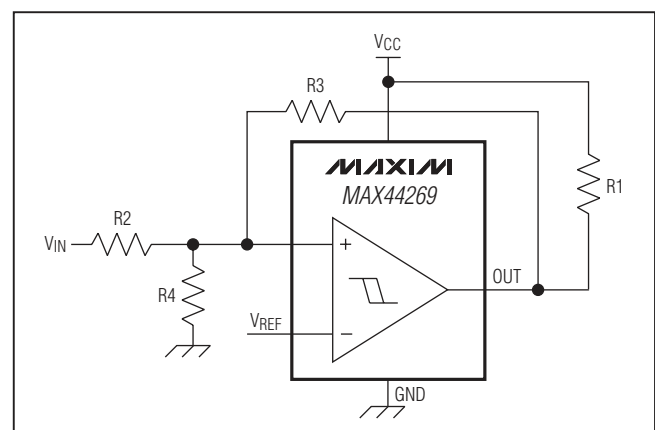 VCC
R3
MAXIM
MAX44269
R1
R2
VIN
+
OUT
R4
VREF
−
GND